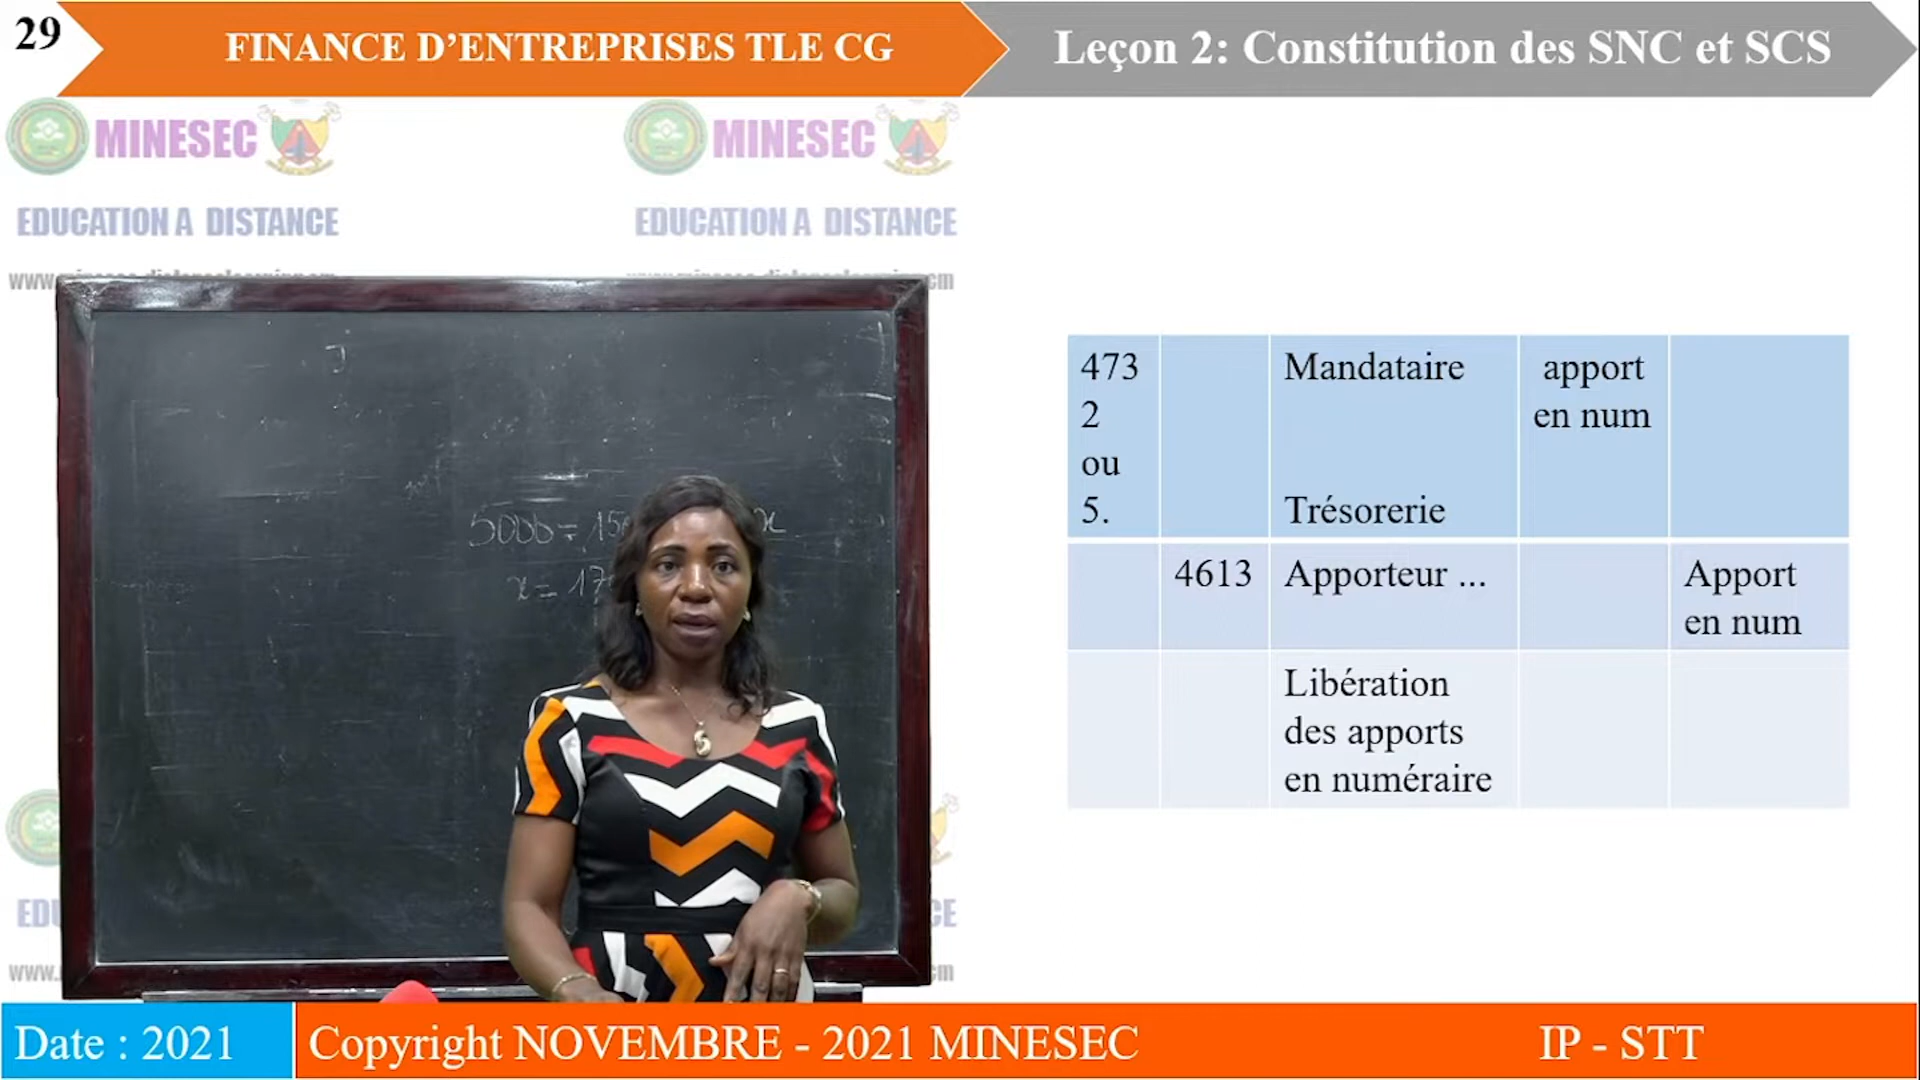 29
FINANCE D’ENTREPRISES TLE CG
Leçon 2: Constitution des SNC et SCS
MINESEC
MINESEC
EDUCATION A DISTANCE
EDUCATION A DISTANCE
473
2
ou
5.
Mandataire
Trésorerie
apport
en num
4613
Apporteur ...
Apport
en num
Libération
des apports
en numéraire
Date : 2021
Copyright NOVEMBRE - 2021 MINESEC
IP - STT